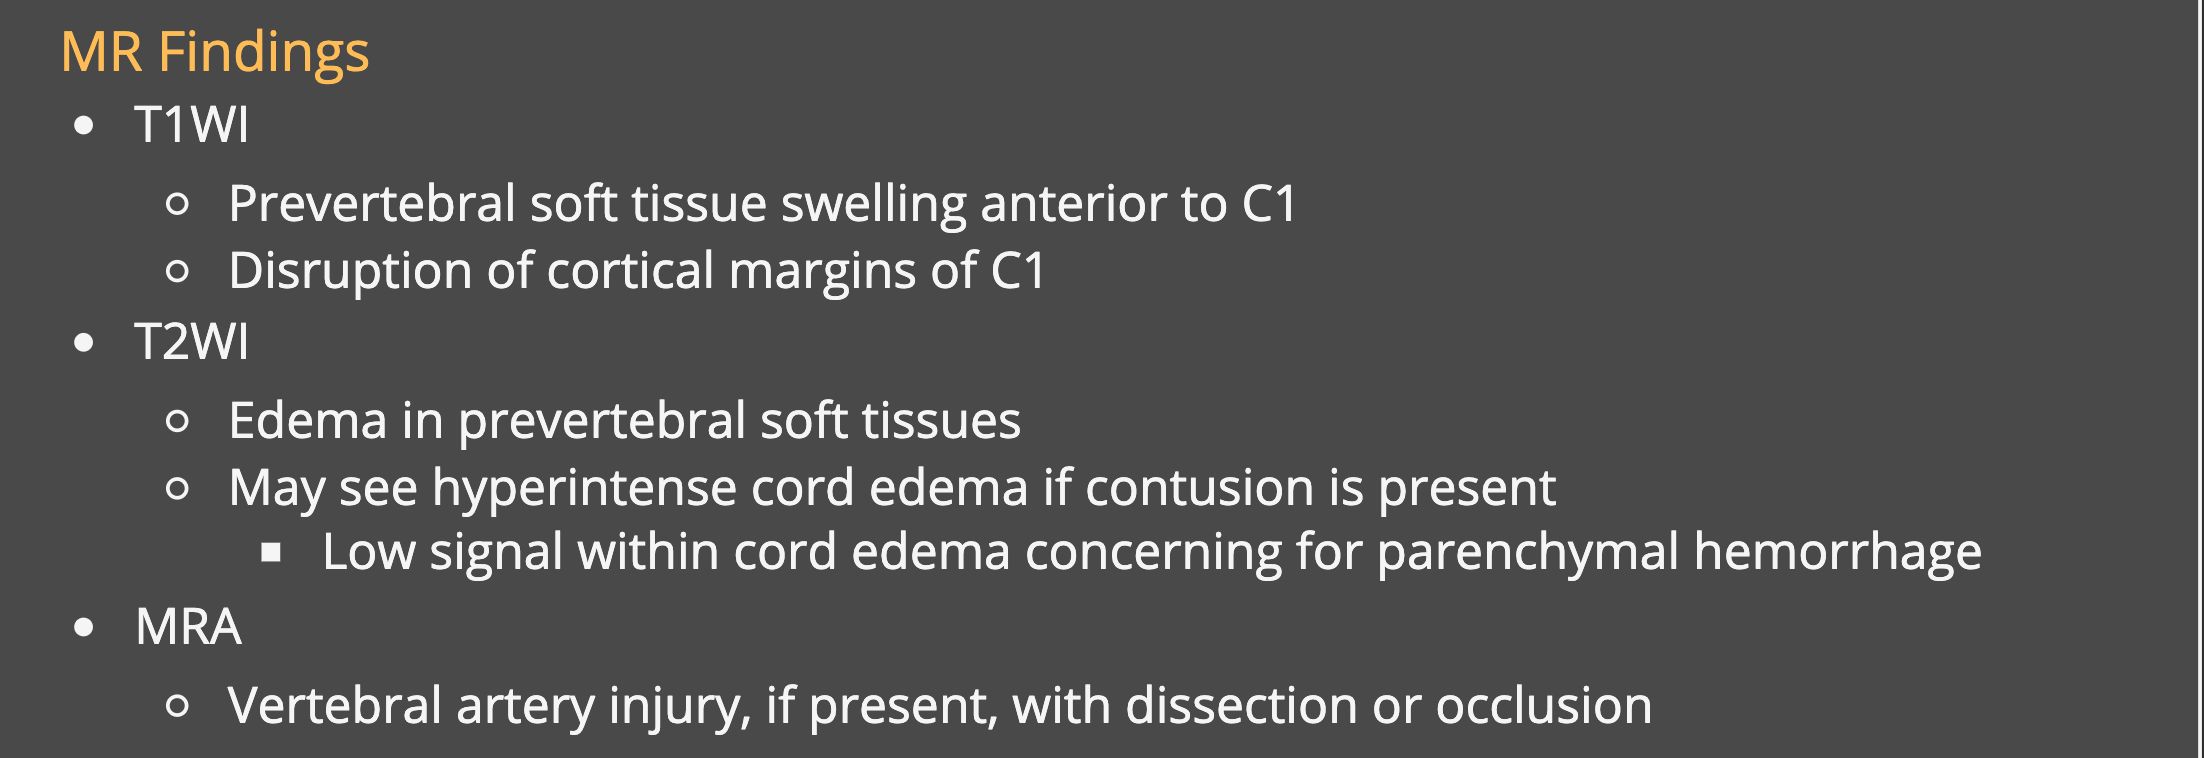 MR Findings
• T1WI
○ Prevertebral soft tissue swelling anterior to C1
○ Disruption of cortical margins of C1
• T2WI
○ Edema in prevertebral soft tissues
○ May see hyperintense cord edema if contusion is present
■ Low signal within cord edema concerning for parenchymal hemorrhage
• MRA
○ Vertebral artery injury, if present, with dissection or occlusion